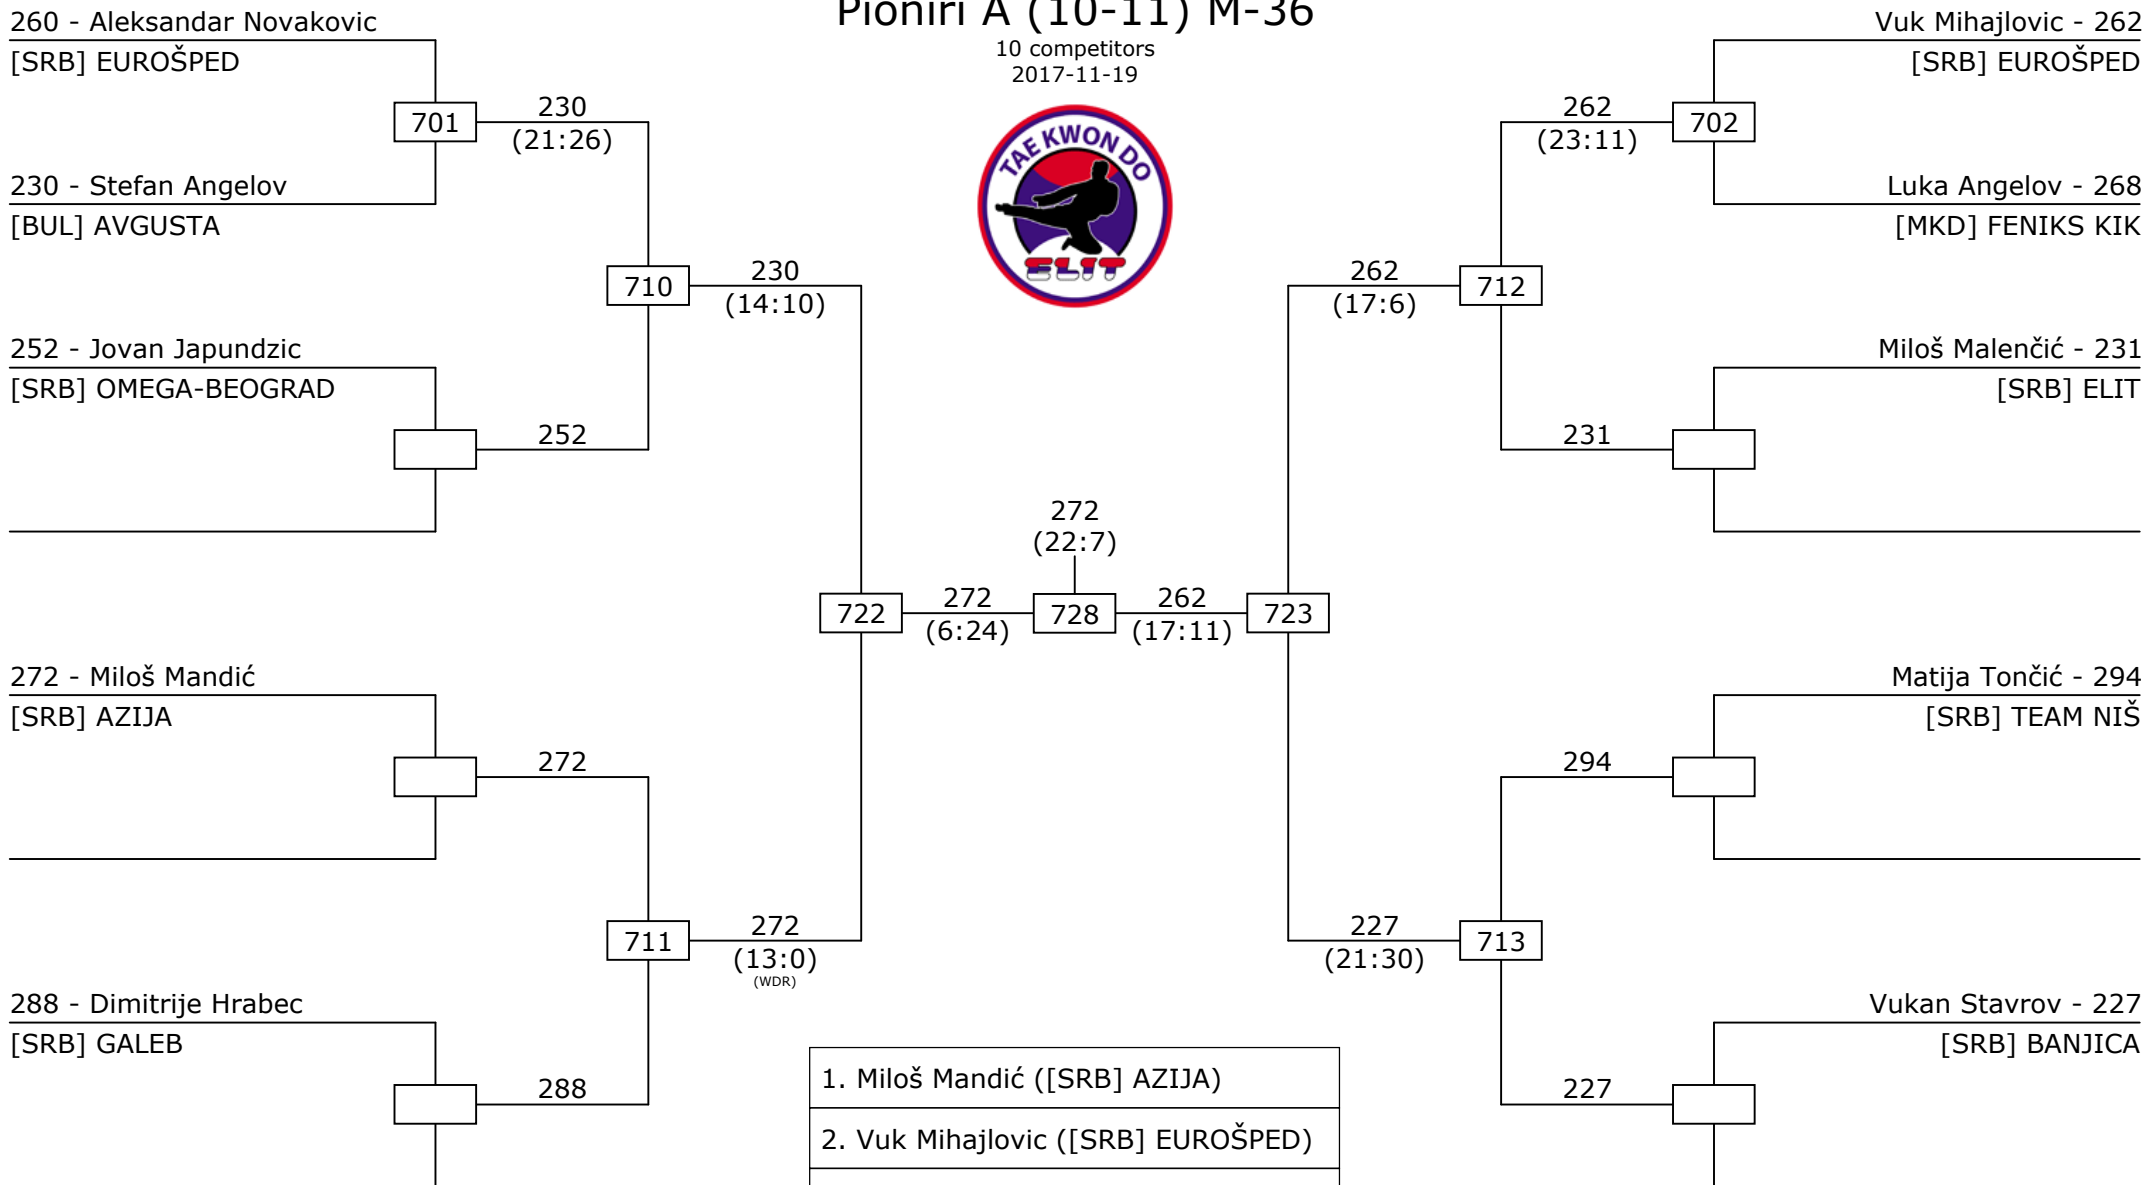 Pioniri A (10-11) M-36
10 competitors
2017-11-19
TAE KWON DO
ELIT
260 - Aleksandar Novakovic
[SRB] EUROŠPED
701
230
(21:26)
230 - Stefan Angelov
[BUL] AVGUSTA
710
230
(14:10)
252 - Jovan Japundzic
[SRB] OMEGA-BEOGRAD
252
272 - Miloš Mandić
[SRB] AZIJA
272
711
272
(13:0)
(WDR)
288 - Dimitrije Hrabec
[SRB] GALEB
288
722
272
(6:24)
272
(22:7)
728
262
(17:11)
723
Vuk Mihajlovic - 262
[SRB] EUROŠPED
262
(23:11)
702
Luka Angelov - 268
[MKD] FENIKS KIK
262
(17:6)
712
Miloš Malenčić - 231
[SRB] ELIT
231
Matija Tončić - 294
[SRB] TEAM NIŠ
294
227
(21:30)
713
Vukan Stavrov - 227
[SRB] BANJICA
227
1. Miloš Mandić ([SRB] AZIJA)
2. Vuk Mihajlovic ([SRB] EUROŠPED)